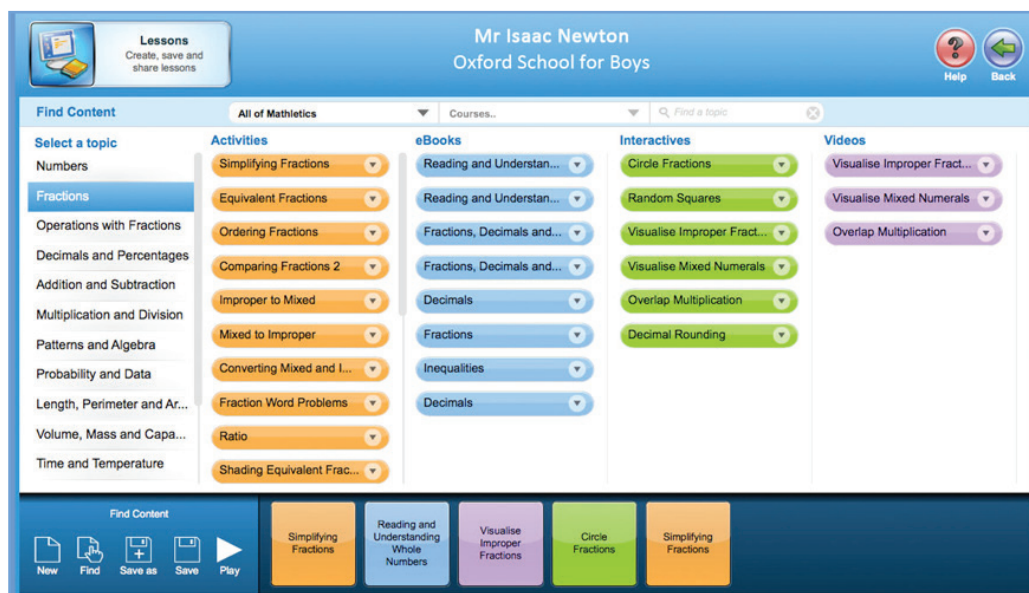 Lessons
Create, save and
share lessons
Mr Isaac Newton
Oxford School for Boys
?
Help
Back
Find Content
All of Mathletics
Courses..
Find a topic
Select a topic
Numbers
Fractions
Operations with Fractions
Decimals and Percentages
Addition and Subtraction
Multiplication and Division
Patterns and Algebra
Probability and Data
Length, Perimeter and Ar...
Volume, Mass and Capa...
Time and Temperature
Activities
Simplifying Fractions
Equivalent Fractions
Ordering Fractions
Comparing Fractions 2
Improper to Mixed
Mixed to Improper
Converting Mixed and I...
Fraction Word Problems
Ratio
Shading Equivalent Frac...
eBooks
Reading and Understan...
Reading and Understan...
Fractions, Decimals and...
Fractions, Decimals and...
Decimals
Fractions
Inequalities
Decimals
Interactives
Circle Fractions
Random Squares
Visualise Improper Fract...
Visualise Mixed Numerals
Overlap Multiplication
Decimal Rounding
Videos
Visualise Improper Fract...
Visualise Mixed Numerals
Overlap Multiplication
Find Content
New
Find
Save as
Save
Play
Simplifying
Fractions
Reading and
Understanding
Whole
Numbers
Visualise
Improper
Fractions
Circle
Fractions
Simplifying
Fractions